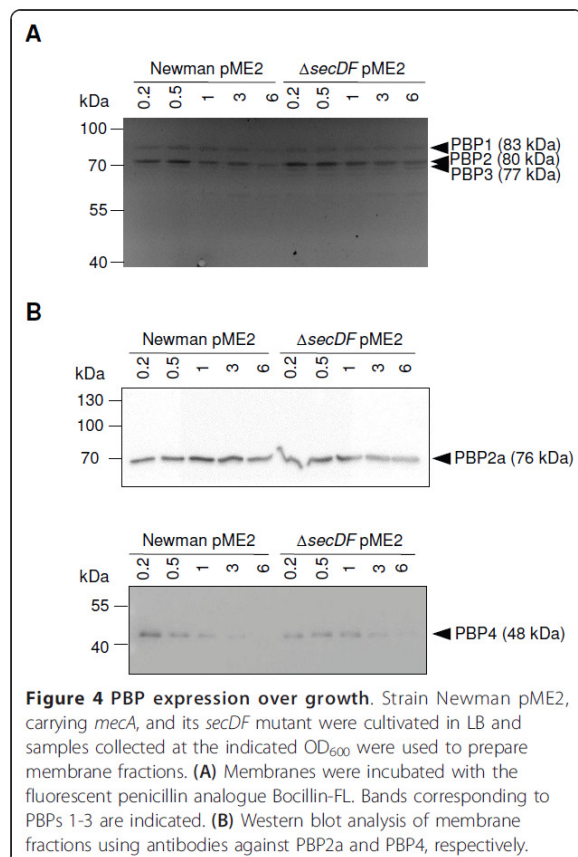 A
Newman pME2 ΔsecDF pME2
kDa 0.2 0.5 1 3 6 0.2 0.5 1 3 6
100
PBP1 (83 kDa)
70 PBP2 (80 kDa)
PBP3 (77 kDa)
55
40
B
Newman pME2 ΔsecDF pME2
kDa 0.2 0.5 1 3 6 0.2 0.5 1 3 6
130
100
70 PBP2a (76 kDa)
Newman pME2 ΔsecDF pME2
kDa 0.2 0.5 1 3 6 0.2 0.5 1 3 6
55
PBP4 (48 kDa)
40
Figure 4 PBP expression over growth. Strain Newman pME2,
carrying mecA, and its secDF mutant were cultivated in LB and
samples collected at the indicated OD600 were used to prepare
membrane fractions. (A) Membranes were incubated with the
fluorescent penicillin analogue Bocillin-FL. Bands corresponding to
PBPs 1-3 are indicated. (B) Western blot analysis of membrane
fractions using antibodies against PBP2a and PBP4, respectively.